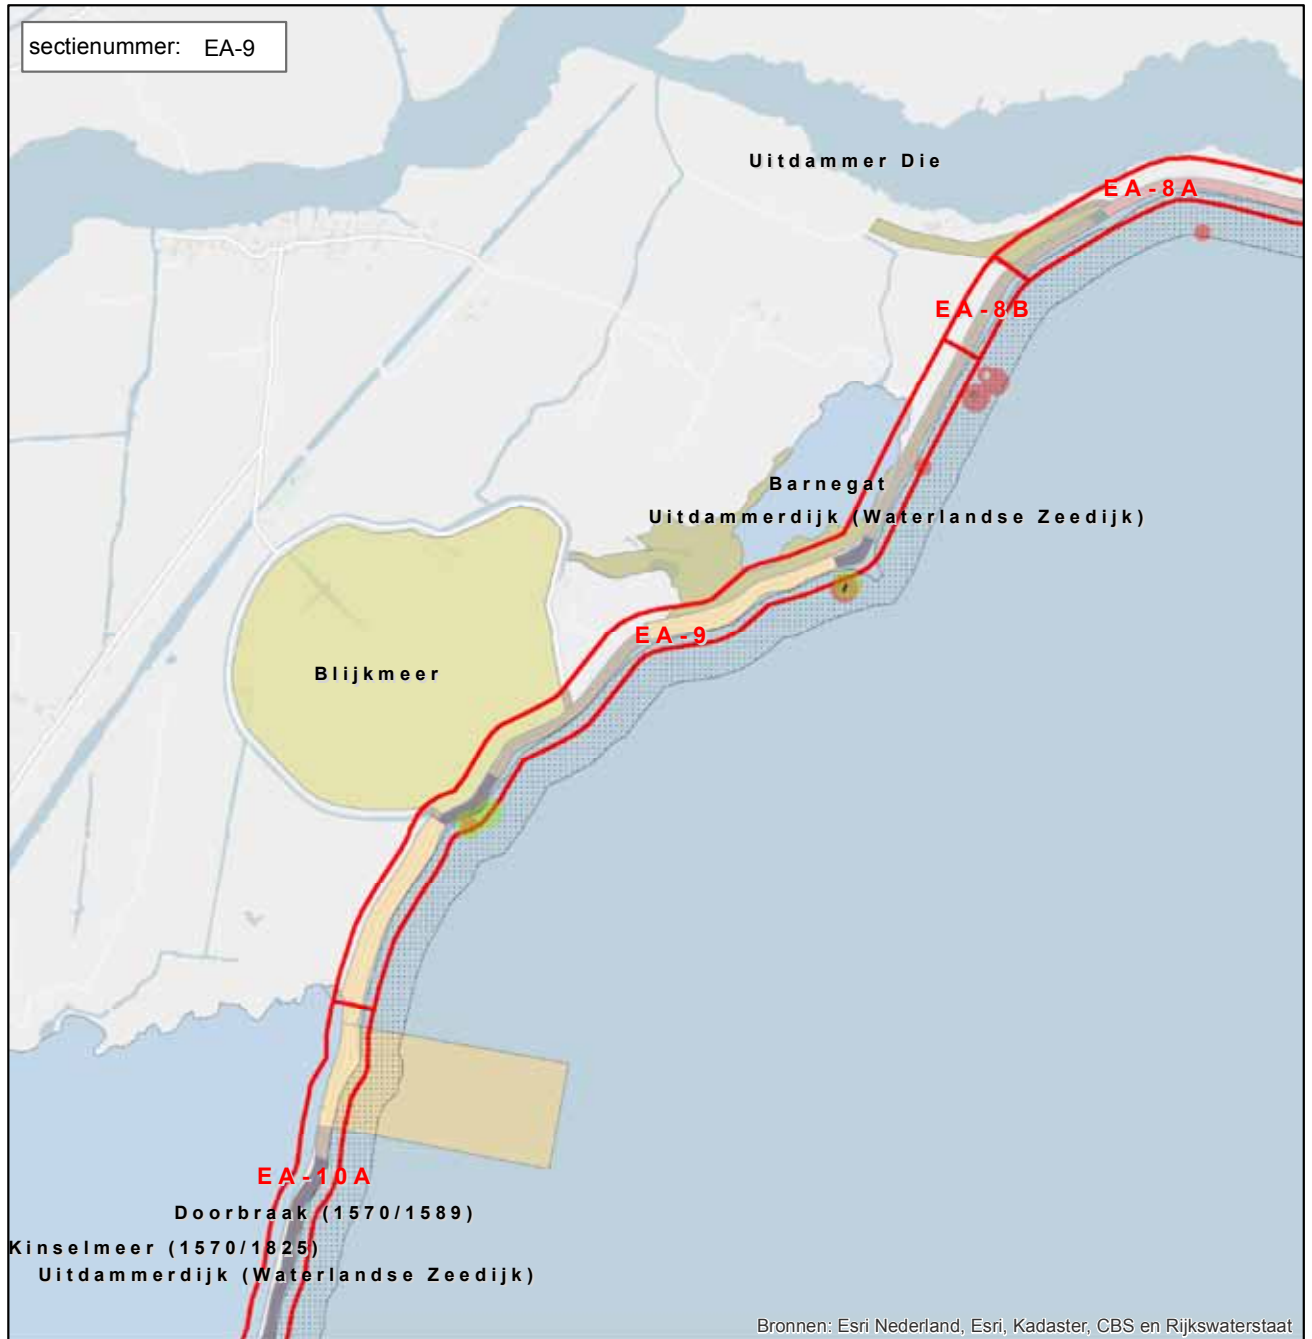 sectienummer: EA-9
Uitdammer Die
EA-8A
EA-8B
Barnegat
Uitdammerdijk (Waterlandse Zeedijk)
EA-9
Blijkmeer
EA-10A
Doorbraak (1570/1589)
Kinselmeer (1570/1825)
Uitdammerdijk (Waterlandse Zeedijk)
Bronnen: Esri Nederland, Esri, Kadaster, CBS en Rijkswaterstaat